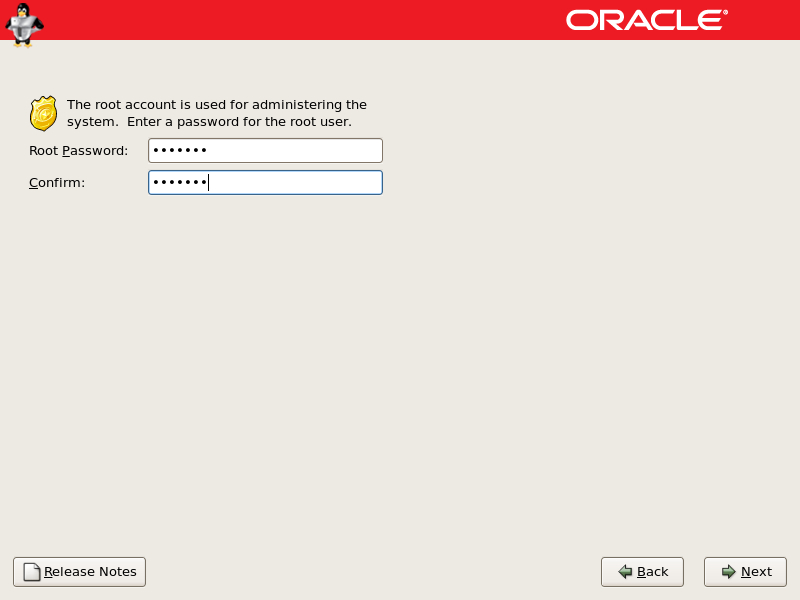 ORACLE®
The root account is used for administering the
system.  Enter a password for the root user.
Root Password: •••••••
Confirm: •••••••
Release Notes
Back
Next